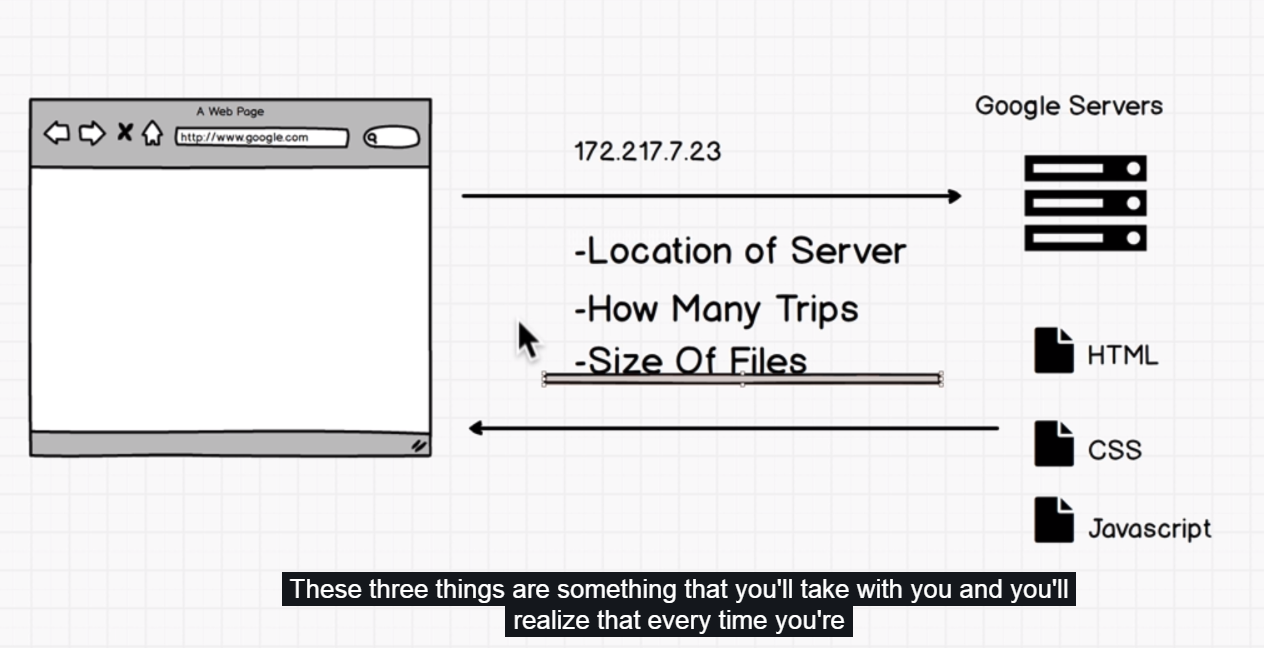 A Web Page
http://www.google.com
172.217.7.23
Google Servers
-Location of Server
-How Many Trips
-Size Of Files
HTML
CSS
Javascript
These three things are something that you'll take with you and you'll
realize that every time you're